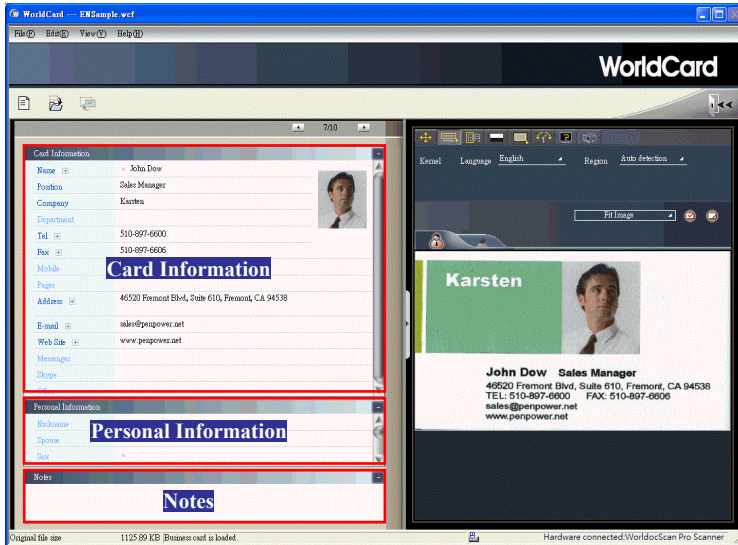 WorldCard --- ENSample.wcf
File(F) Edit(E) View(V) Help(H)
WorldCard
7/10
Card Information
Name John Dow
Position Sales Manager
Company Karsten
Department
Tel 510-897-6600
Fax 510-897-6606
Mobile
Card Information
Pager
Address 46520 Fremont Blvd, Suite 610, Fremont, CA 94538
E-mail sales@penpower.net
Web Site www.penpower.net
Messenger
Skype
Personal Information
Nickname
Personal Information
Spouse
Sex
Notes
Notes
Kernel Language English Region Auto detection
Fit Image
Karsten
John Dow Sales Manager
46520 Fremont Blvd, Suite 610, Fremont, CA 94538
TEL: 510-897-6600 FAX: 510-897-6606
sales@penpower.net
www.penpower.net
Original file size 1125.89 KB Business card is loaded. Hardware connected:WorldocScan Pro Scanner